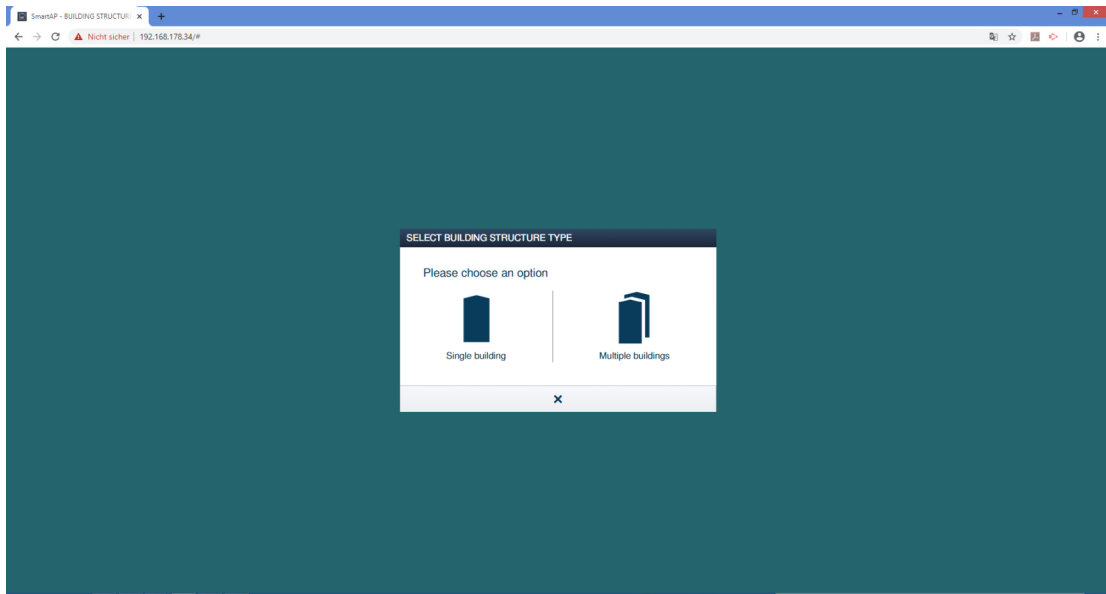 SmartAP - BUILDING STRUCTUR
Nicht sicher | 192.168.178.34/#
SELECT BUILDING STRUCTURE TYPE
Please choose an option
Single building
Multiple buildings